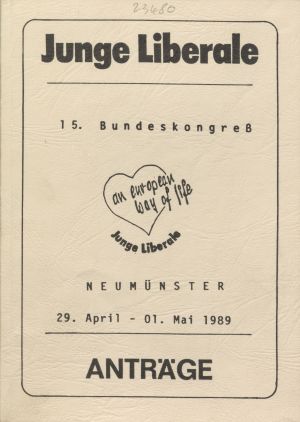 23480
Junge Liberale
15. Bundeskongreß
an european
way of life
Junge Liberale
NEUMÜNSTER
29. April - 01. Mai 1989
ANTRÄGE